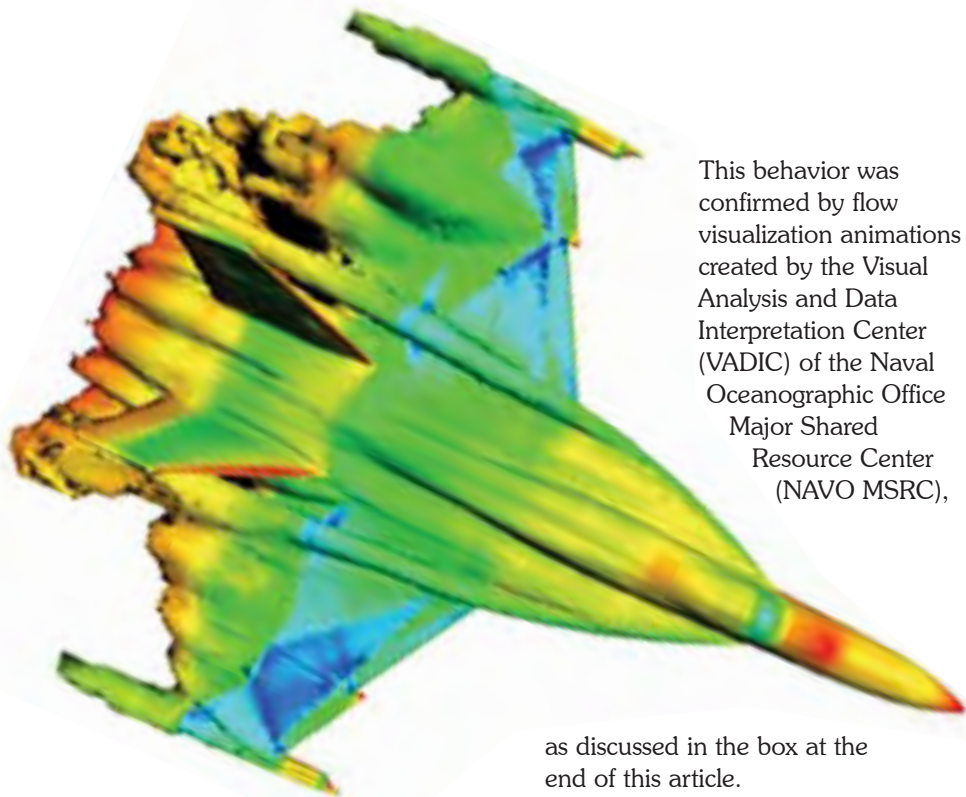 This behavior was
confirmed by flow
visualization animations
created by the Visual
Analysis and Data
Interpretation Center
(VADIC) of the Naval
Oceanographic Office
Major Shared
Resource Center
(NAVO MSRC),
as discussed in the box at the
end of this article.